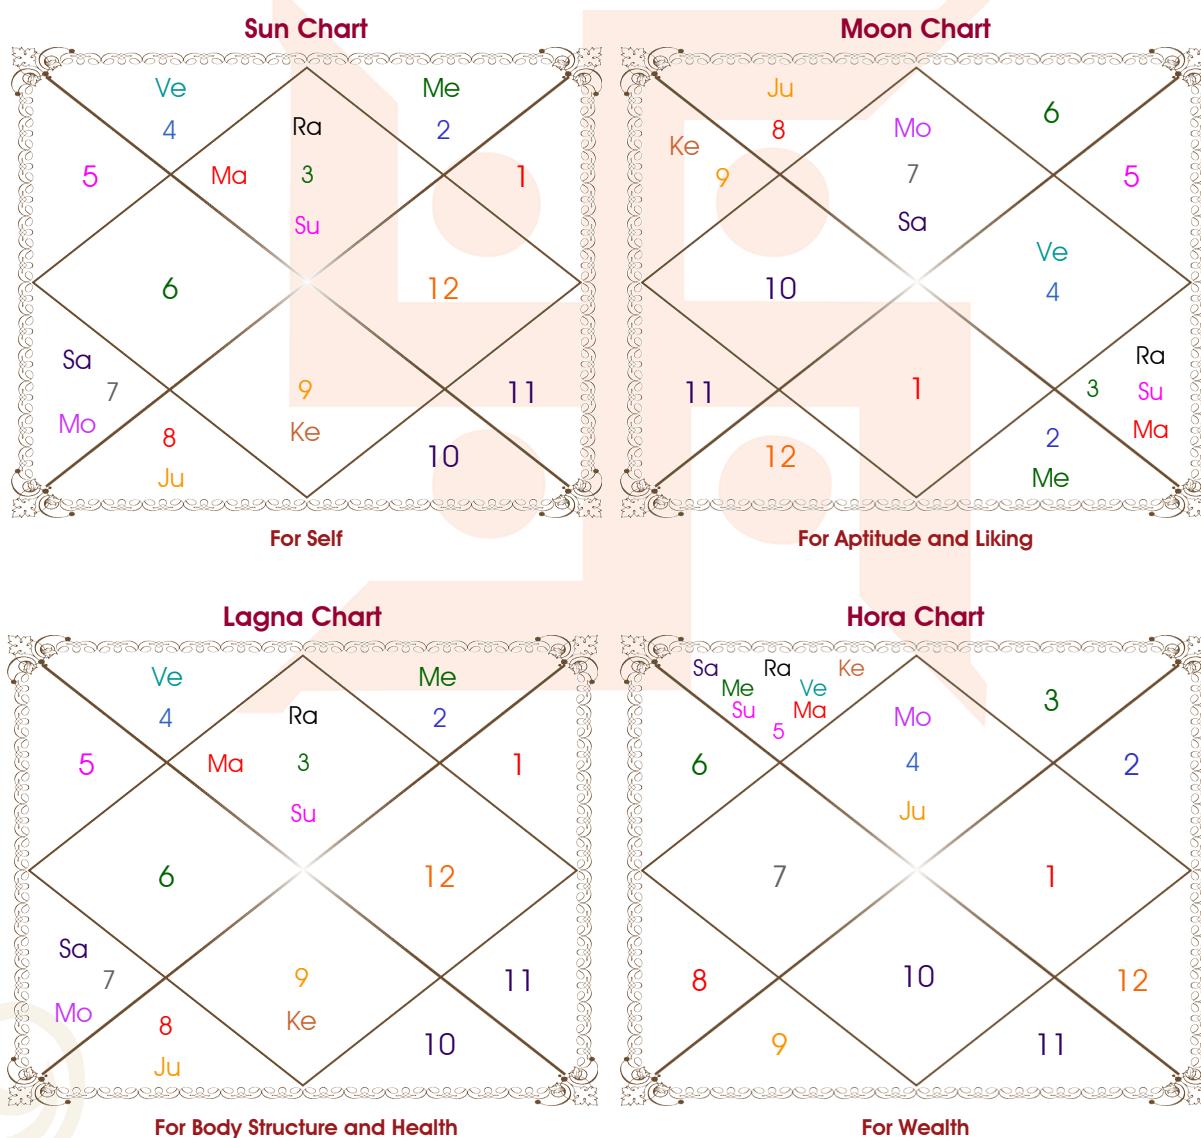 Sun Chart
Ve Me
4 Ra 2
5 Ma 3 1
Su
6 12
Sa
7 9 11
Mo Ke
8 10
Ju
For Self
Moon Chart
Ju 6
8 Mo
Ke
9 7 5
Sa
Ve
10 4
Ra
11 1 3 Su
Ma
12 2
Me
For Aptitude and Liking
Lagna Chart
Ve Me
4 Ra 2
5 Ma 3 1
Su
6 12
Sa
7 9 11
Mo Ke
8 10
Ju
For Body Structure and Health
Hora Chart
Sa Ra Ke
Me Ve 3
Su Ma Mo
5
6 4 2
Ju
7 1
8 10 12
9 11
For Wealth